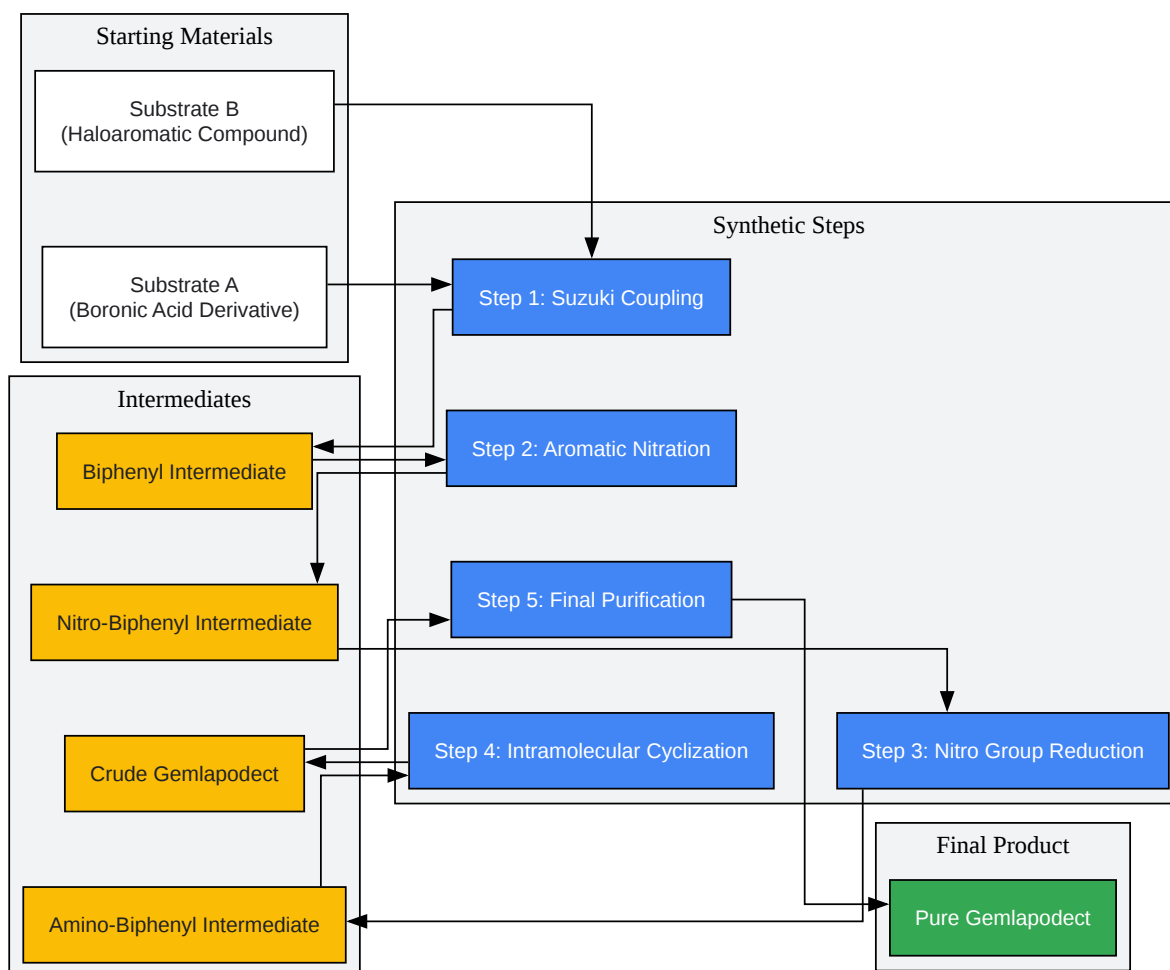 Starting Materials
Substrate B
(Haloaromatic Compound)
Substrate A
(Boronic Acid Derivative)
Synthetic Steps
Step 1: Suzuki Coupling
Step 2: Aromatic Nitration
Step 5: Final Purification
Step 4: Intramolecular Cyclization
Step 3: Nitro Group Reduction
Intermediates
Biphenyl Intermediate
Nitro-Biphenyl Intermediate
Crude Gemlapodect
Amino-Biphenyl Intermediate
Final Product
Pure Gemlapodect